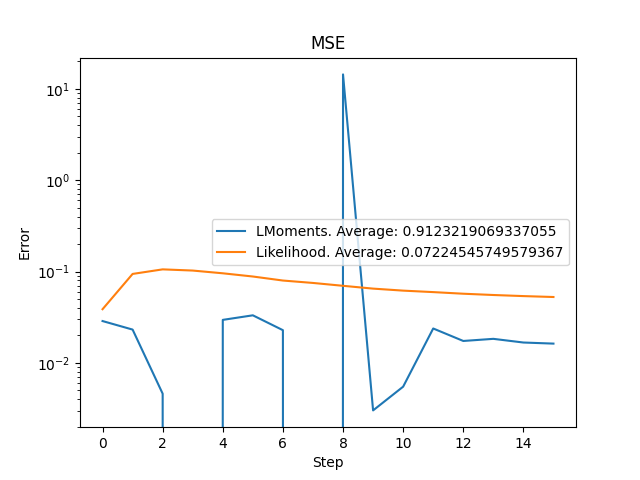 MSE
10¹
10⁰
10⁻¹
10⁻²
Error
LMoments. Average: 0.9123219069337055
Likelihood. Average: 0.07224545749579367
0 2 4 6 8 10 12 14
Step